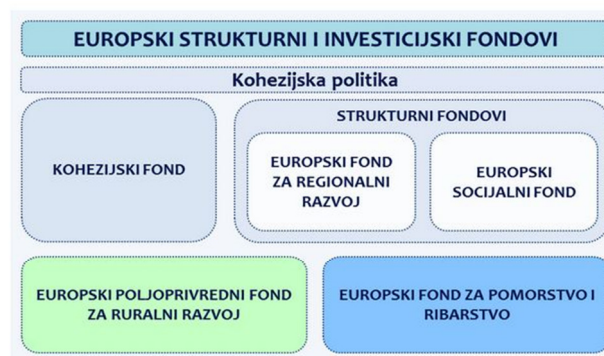 EUROPSKI STRUKTURNI I INVESTICIJSKI FONDOVI
Kohezijska politika
KOHEZIJSKI FOND
STRUKTURNI FONDOVI
EUROPSKI FOND
ZA REGIONALNI
RAZVOJ
EUROPSKI
SOCIJALNI FOND
EUROPSKI POLJOPRIVREDNI FOND
ZA RURALNI RAZVOJ
EUROPSKI FOND ZA POMORSTVO I
RIBARSTVO